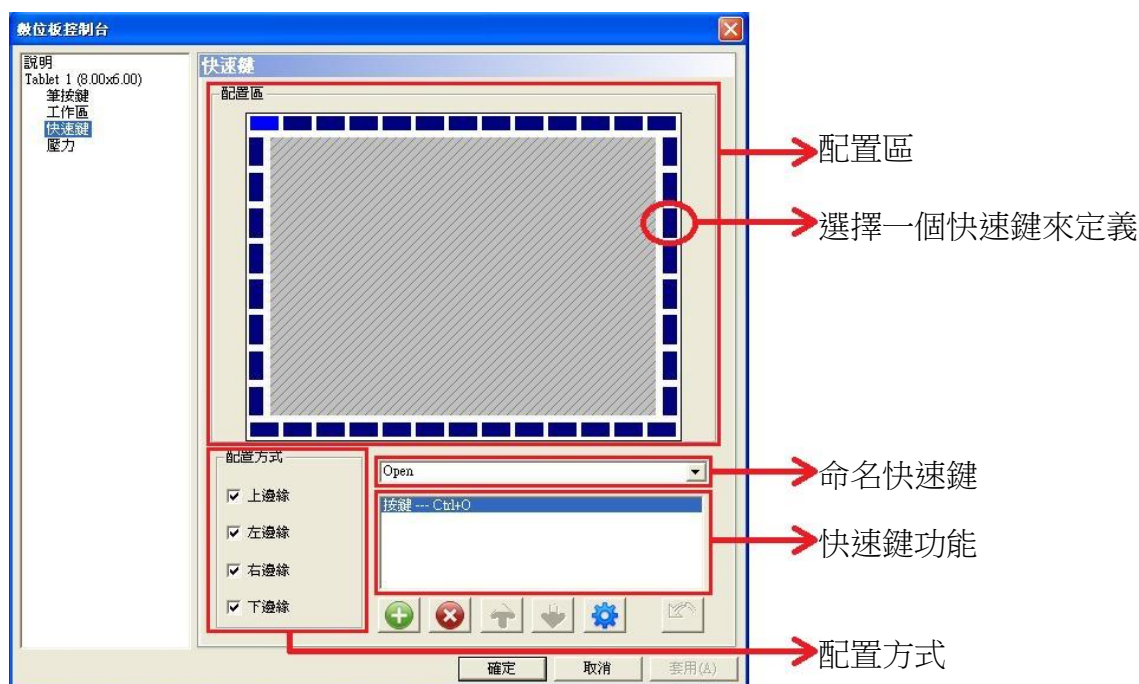 數位板控制台
說明
Tablet 1 (8.00x6.00)
筆按鍵
工作區
快速鍵
壓力
快速鍵
配置區
配置區
選擇一個快速鍵來定義
配置方式
上邊緣
左邊緣
右邊緣
下邊緣
Open
命名快速鍵
按鍵 --- Ctrl+O
快速鍵功能
配置方式
確定
取消
套用(A)